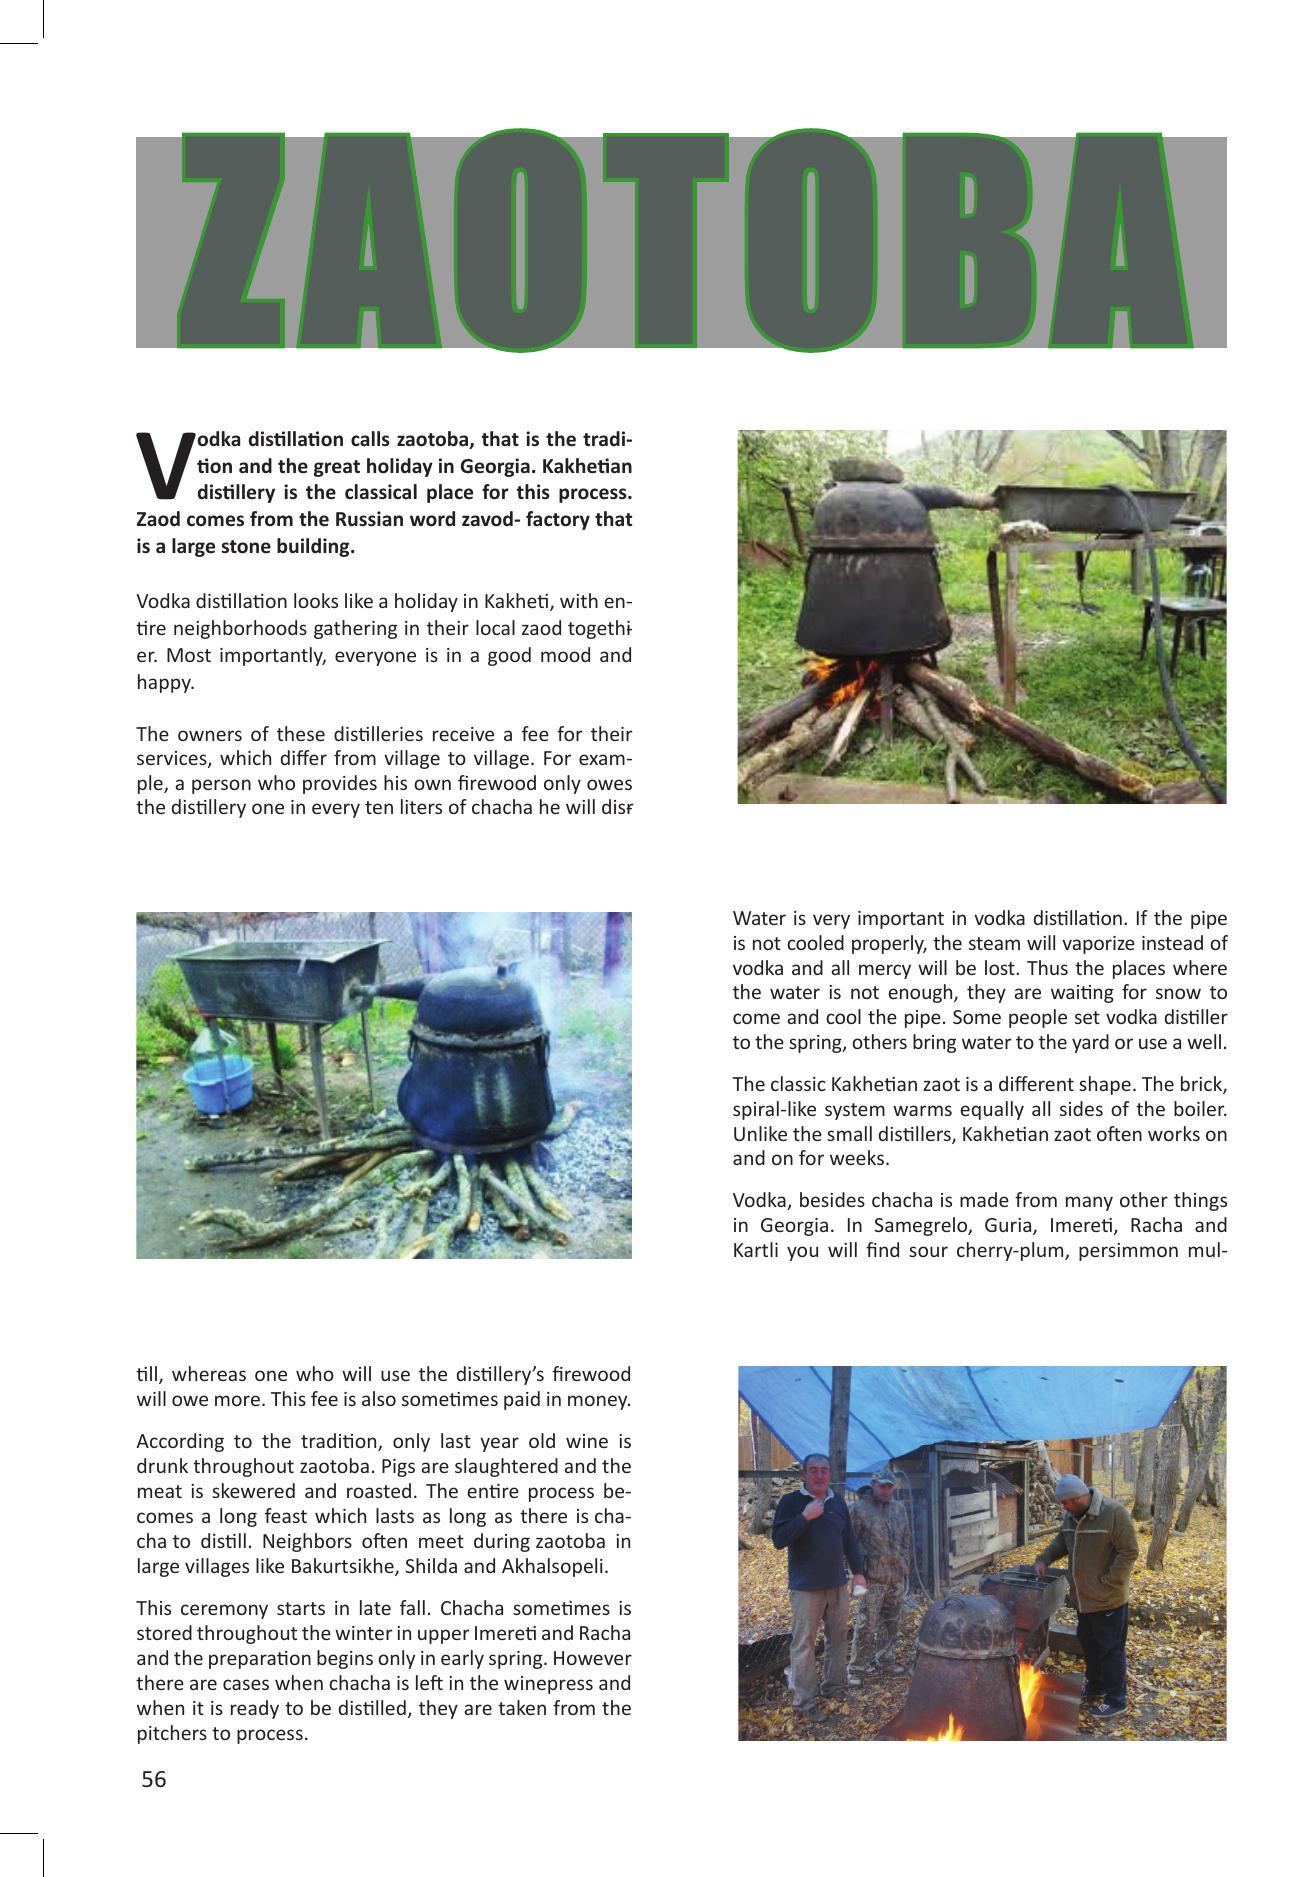 ZAOTOBA
Vodka distillation calls zaotoba, that is the tradi-
tion and the great holiday in Georgia. Kakhetian
distillery is the classical place for this process.
Zaod comes from the Russian word zavod- factory that
is a large stone building.
Vodka distillation looks like a holiday in Kakheti, with en-
tire neighborhoods gathering in their local zaod togethi-
er. Most importantly, everyone is in a good mood and
happy.
The owners of these distilleries receive a fee for their
services, which differ from village to village. For exam-
ple, a person who provides his own firewood only owes
the distillery one in every ten liters of chacha he will disr-
till, whereas one who will use the distillery’s firewood
will owe more. This fee is also sometimes paid in money.
According to the tradition, only last year old wine is
drunk throughout zaotoba. Pigs are slaughtered and the
meat is skewered and roasted. The entire process be-
comes a long feast which lasts as long as there is cha-
cha to distill. Neighbors often meet during zaotoba in
large villages like Bakurtsikhe, Shilda and Akhalsopeli.
This ceremony starts in late fall. Chacha sometimes is
stored throughout the winter in upper Imereti and Racha
and the preparation begins only in early spring. However
there are cases when chacha is left in the winepress and
when it is ready to be distilled, they are taken from the
pitchers to process.
Water is very important in vodka distillation. If the pipe
is not cooled properly, the steam will vaporize instead of
vodka and all mercy will be lost. Thus the places where
the water is not enough, they are waiting for snow to
come and cool the pipe. Some people set vodka distiller
to the spring, others bring water to the yard or use a well.
The classic Kakhetian zaot is a different shape. The brick,
spiral-like system warms equally all sides of the boiler.
Unlike the small distillers, Kakhetian zaot often works on
and on for weeks.
Vodka, besides chacha is made from many other things
in Georgia. In Samegrelo, Guria, Imereti, Racha and
Kartli you will find sour cherry-plum, persimmon mul-
56